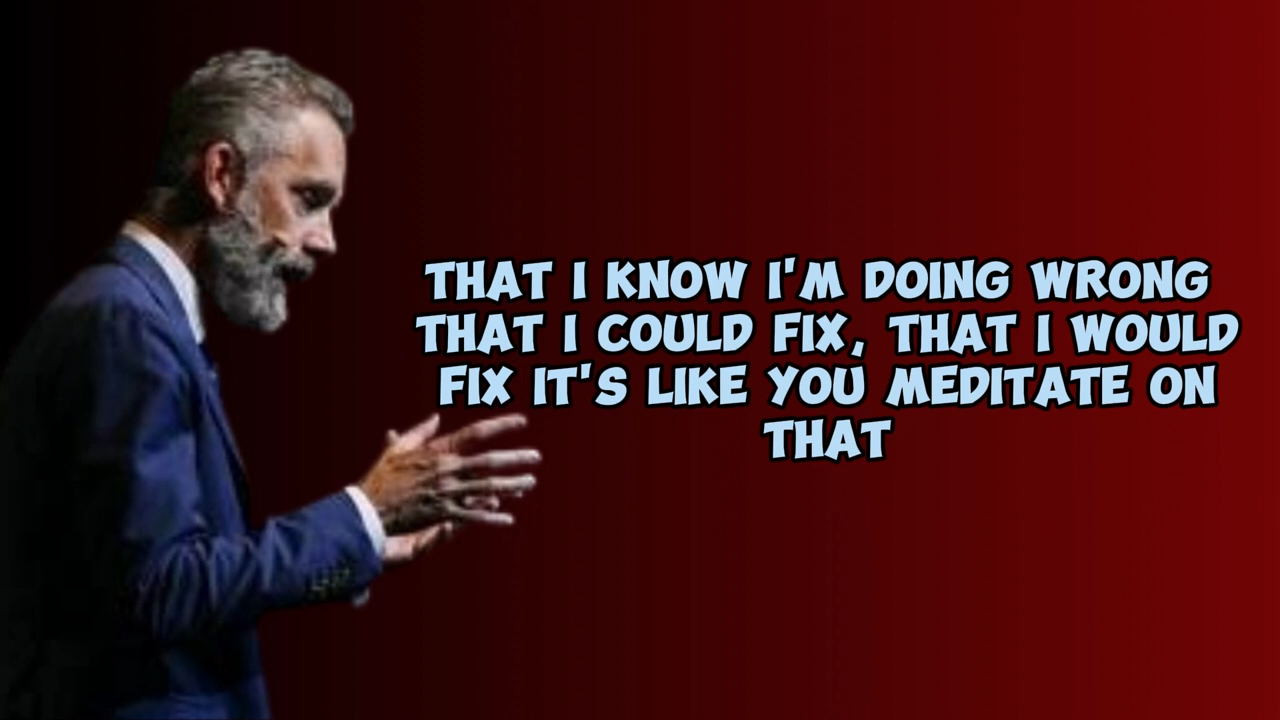 THAT I KNOW I'M DOING WRONG
THAT I COULD FIX, THAT I WOULD
FIX IT'S LIKE YOU MEDITATE ON
THAT